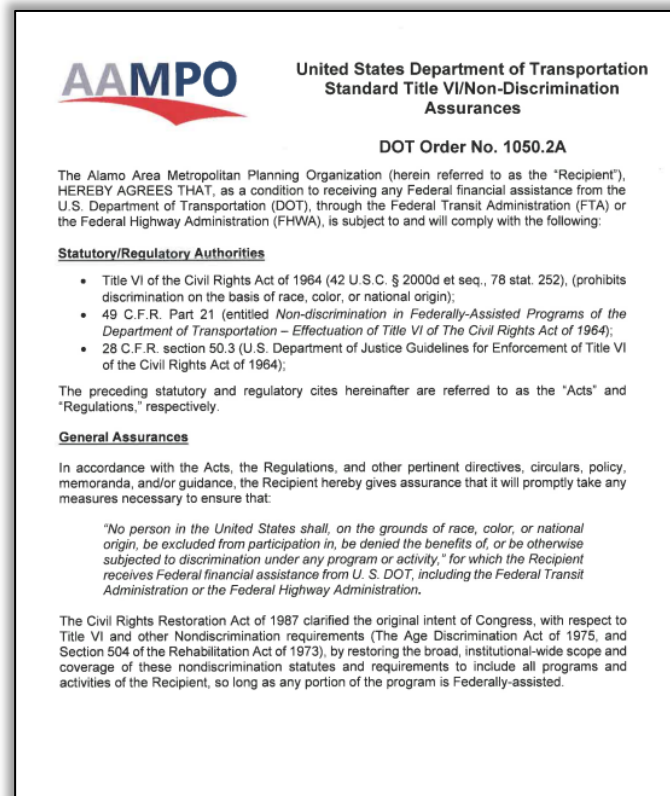 AAMPO
United States Department of Transportation
Standard Title VI/Non-Discrimination
Assurances
DOT Order No. 1050.2A
The Alamo Area Metropolitan Planning Organization (herein referred to as the “Recipient”),
HEREBY AGREES THAT, as a condition to receiving any Federal financial assistance from the
U.S. Department of Transportation (DOT), through the Federal Transit Administration (FTA) or
the Federal Highway Administration (FHWA), is subject to and will comply with the following:
Statutory/Regulatory Authorities
• Title VI of the Civil Rights Act of 1964 (42 U.S.C. § 2000d et seq., 78 stat. 252), (prohibits
discrimination on the basis of race, color, or national origin);
• 49 C.F.R. Part 21 (entitled Non-discrimination in Federally-Assisted Programs of the
Department of Transportation – Effectuation of Title VI of The Civil Rights Act of 1964);
• 28 C.F.R. section 50.3 (U.S. Department of Justice Guidelines for Enforcement of Title VI
of the Civil Rights Act of 1964);
The preceding statutory and regulatory cites hereinafter are referred to as the “Acts” and
“Regulations,” respectively.
General Assurances
In accordance with the Acts, the Regulations, and other pertinent directives, circulars, policy,
memoranda, and/or guidance, the Recipient hereby gives assurance that it will promptly take any
measures necessary to ensure that:
“No person in the United States shall, on the grounds of race, color, or national
origin, be excluded from participation in, be denied the benefits of, or be otherwise
subjected to discrimination under any program or activity,” for which the Recipient
receives Federal financial assistance from U. S. DOT, including the Federal Transit
Administration or the Federal Highway Administration.
The Civil Rights Restoration Act of 1987 clarified the original intent of Congress, with respect to
Title VI and other Nondiscrimination requirements (The Age Discrimination Act of 1975, and
Section 504 of the Rehabilitation Act of 1973), by restoring the broad, institutional-wide scope and
coverage of these nondiscrimination statutes and requirements to include all programs and
activities of the Recipient, so long as any portion of the program is Federally-assisted.